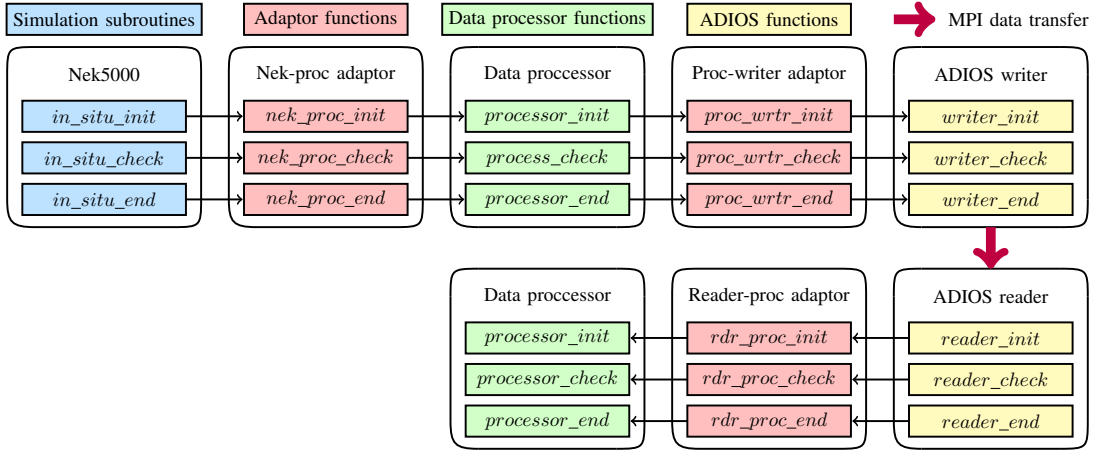 Simulation subroutines Adaptor functions Data processor functions ADIOS functions MPI data transfer
Nek5000 Nek-proc adaptor Data proccessor Proc-writer adaptor ADIOS writer
in_situ_init nek_proc_init processor_init proc_wrtr_init writer_init
in_situ_check nek_proc_check process_check proc_wrtr_check writer_check
in_situ_end nek_proc_end processor_end proc_wrtr_end writer_end
Data proccessor Reader-proc adaptor ADIOS reader
processor_init rdr_proc_init reader_init
processor_check rdr_proc_check reader_check
processor_end rdr_proc_end reader_end